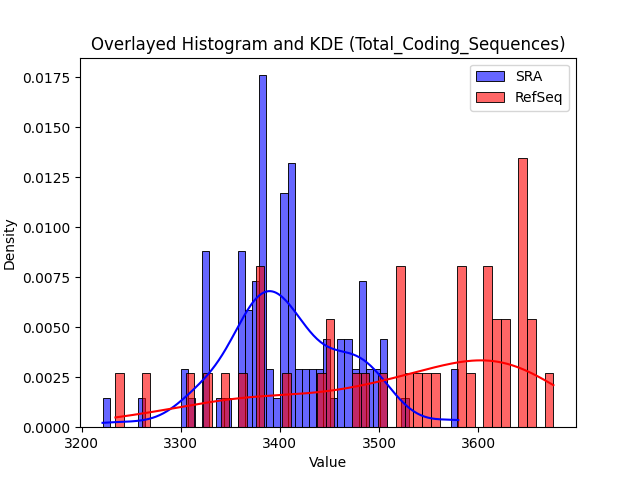 Overlayed Histogram and KDE (Total_Coding_Sequences)
SRA
RefSeq
0.0175
0.0150
0.0125
0.0100
0.0075
0.0050
0.0025
0.0000
Density
3200 3300 3400 3500 3600
Value